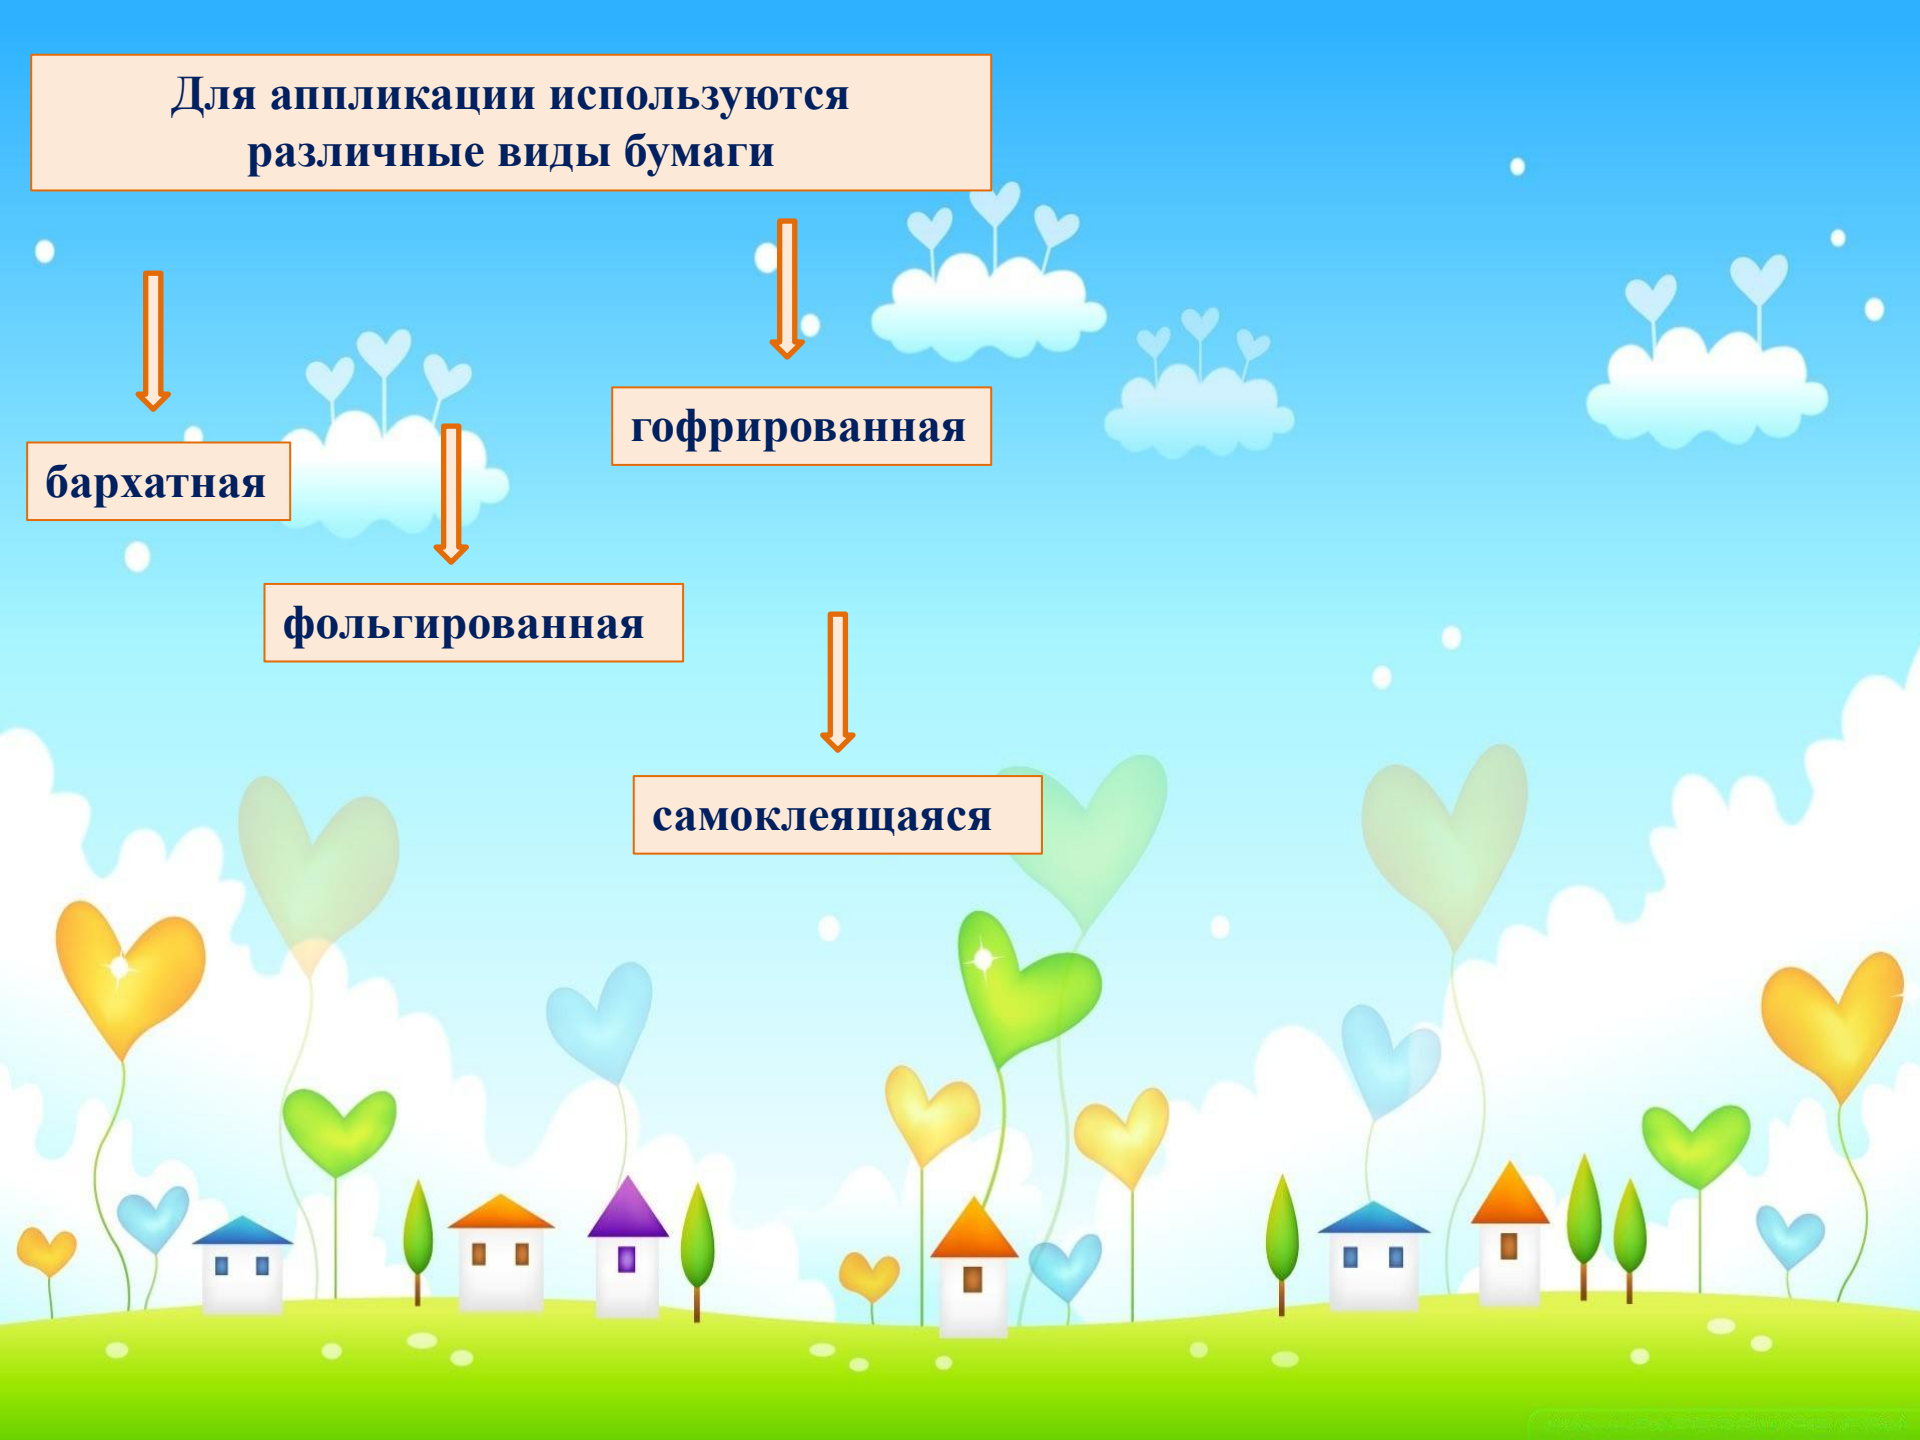 Для аппликации используются
различные виды бумаги
гофрированная
бархатная
фольгированная
самоклеящаяся